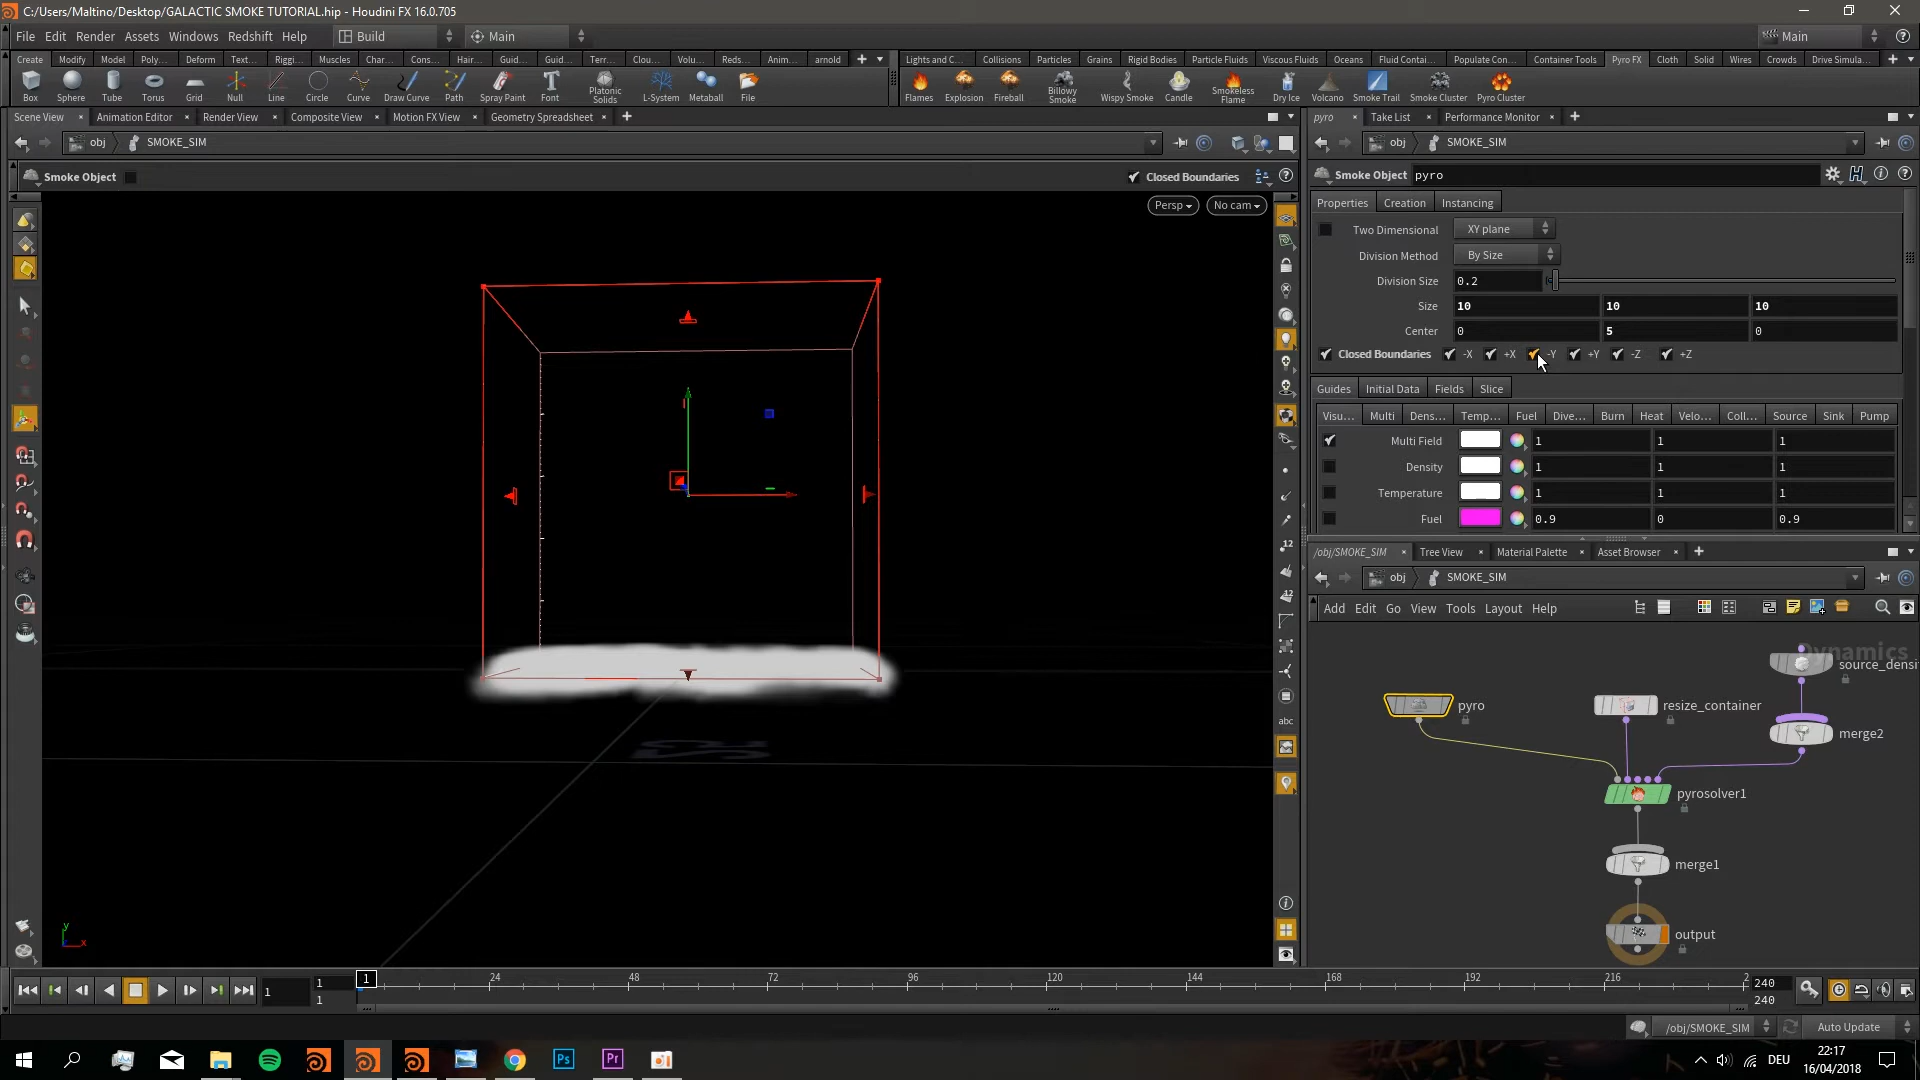 C:/Users/Maltino/Desktop/GALACTIC SMOKE TUTORIAL.hip - Houdini FX 16.0.705
File Edit Render Assets Windows Redshift Help Build Main Main
Create Modify Model Poly... Deform Text... Riggi... Muscles Char... Cons... Hair... Guid... Guid... Terr... Clou... Volu... Reds... Anim... arnold
Lights and C... Collisions Particles Grains Rigid Bodies Particle Fluids Viscous Fluids Oceans Fluid Contai... Populate Con... Container Tools Pyro FX Cloth Solid Wires Crowds Drive Simula...
Box Sphere Tube Torus Grid Null Line Circle Curve Draw Curve Path Spray Paint Font Platonic Solids L-System Metaball File
Flames Explosion Fireball Billowy Smoke Wispy Smoke Candle Smokeless Flame Dry Ice Volcano Smoke Trail Smoke Cluster Pyro Cluster
Scene View Animation Editor Render View Composite View Motion FX View Geometry Spreadsheet
pyro Take List Performance Monitor
obj SMOKE_SIM
obj SMOKE_SIM
Smoke Object Closed Boundaries
Persp No cam
Smoke Object pyro
Properties Creation Instancing
Two Dimensional XY plane
Division Method By Size
Division Size 0.2
Size 10 10 10
Center 0 5 0
Closed Boundaries -X +X -Y +Y -Z +Z
Guides Initial Data Fields Slice
Visu... Multi Dens... Temp... Fuel Dive... Burn Heat Velo... Coll... Source Sink Pump
Multi Field 1 1 1
Density 1 1 1
Temperature 1 1 1
Fuel 0.9 0 0.9
/obj/SMOKE_SIM Tree View Material Palette Asset Browser
obj SMOKE_SIM
Add Edit Go View Tools Layout Help
Dynamics
source_densi
pyro
resize_container
merge2
pyrosolver1
merge1
output
12
12
abc
y
x
1
1
1
1
24 48 72 96 120 144 168 192 216 2
240
240
/obj/SMOKE_SIM Auto Update
Ps Pr
DEU
22:17
16/04/2018